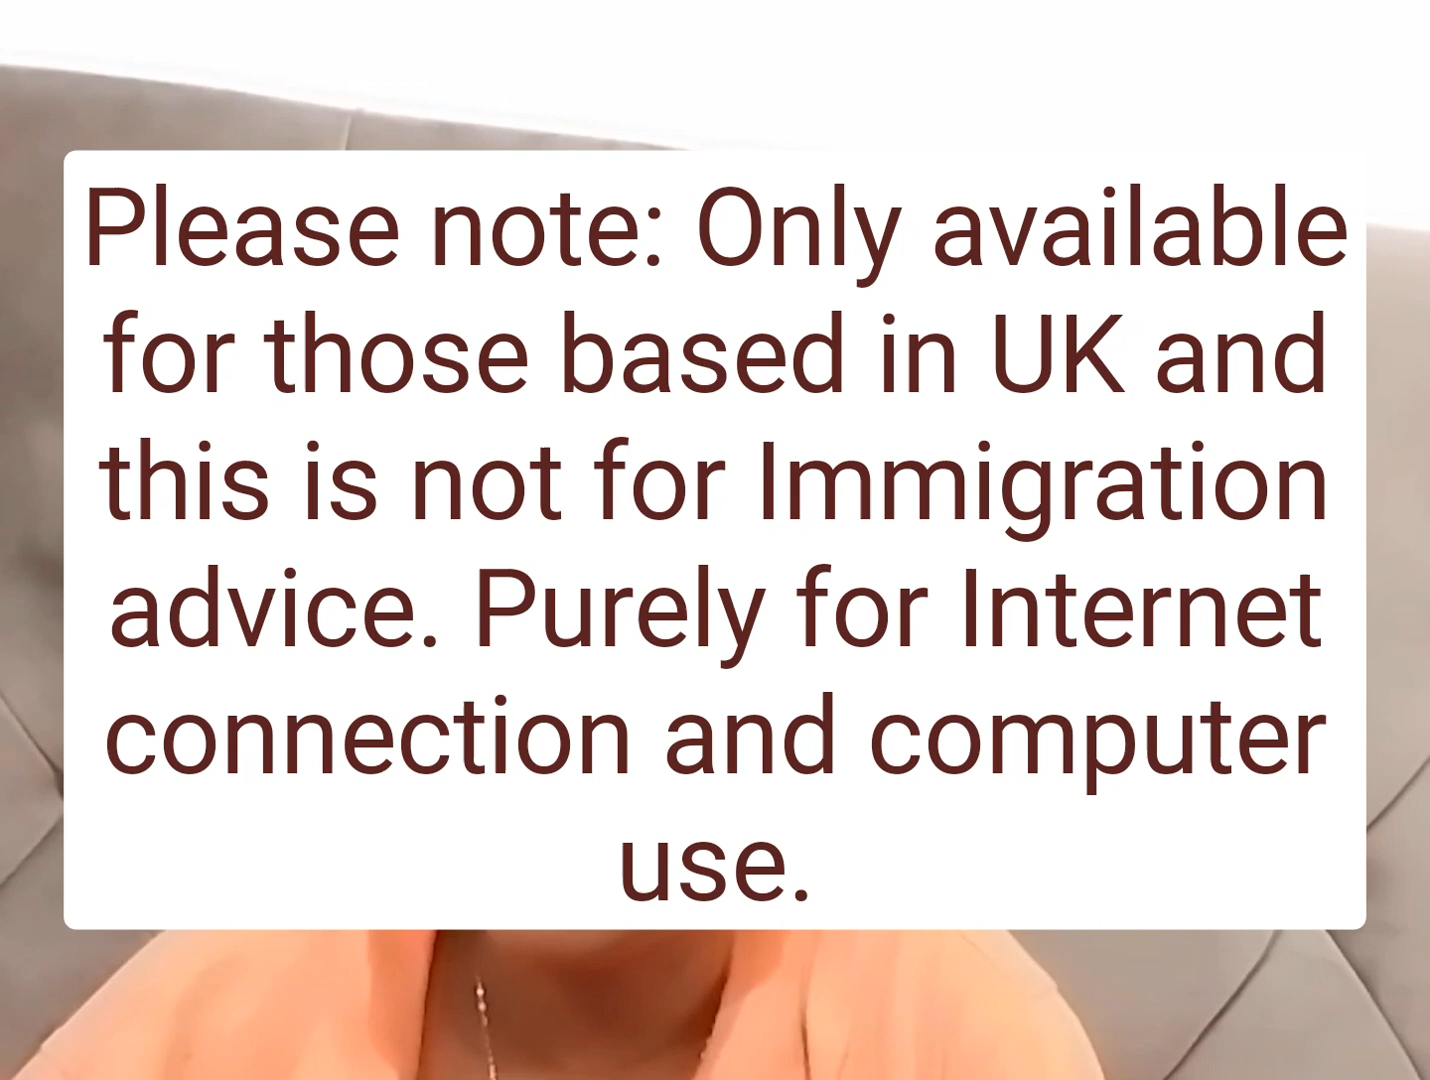 Please note: Only available
for those based in UK and
this is not for Immigration
advice. Purely for Internet
connection and computer
use.